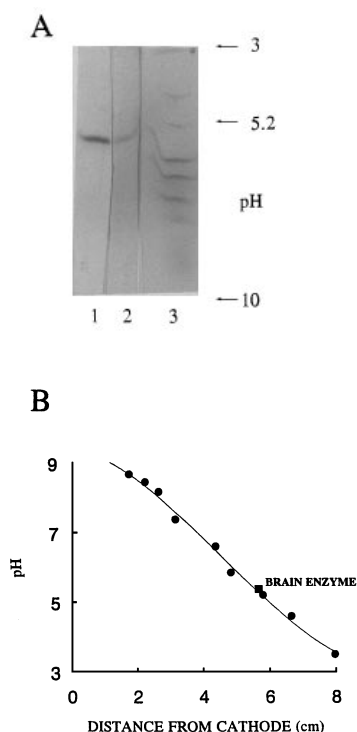 A
3
5.2
pH
10
1 2 3
B
9
7
5
3
pH
BRAIN ENZYME
0 2 4 6 8
DISTANCE FROM CATHODE (cm)